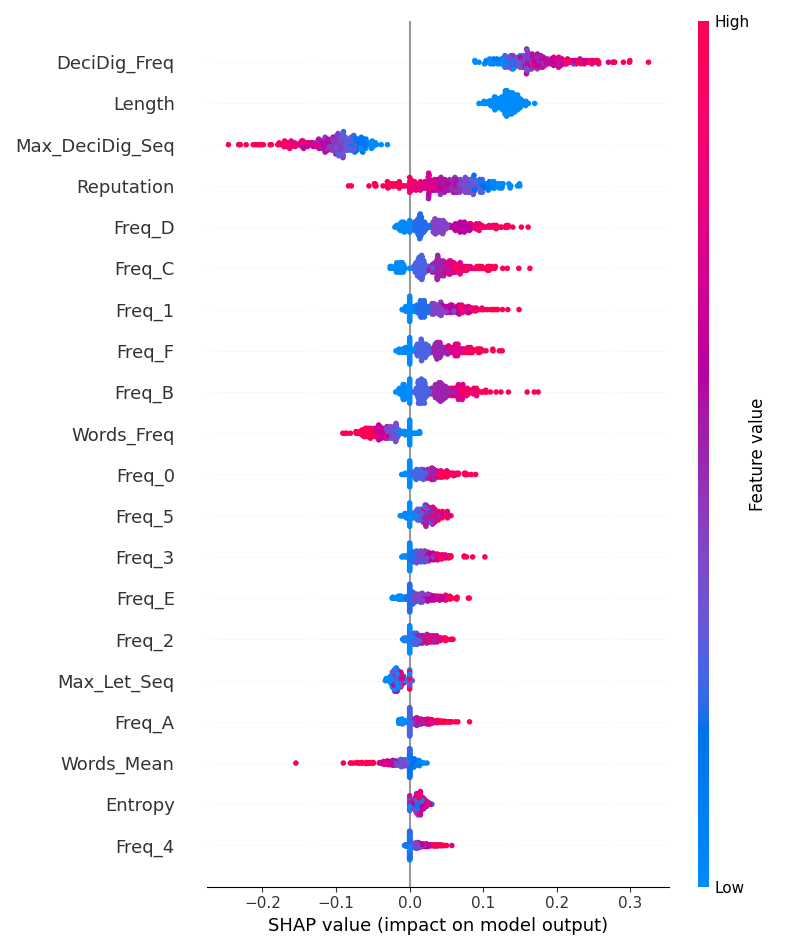 High
DeciDig_Freq
Length
Max_DeciDig_Seq
Reputation
Freq_D
Freq_C
Freq_1
Freq_F
Freq_B
Words_Freq
Freq_0
Freq_5
Freq_3
Freq_E
Freq_2
Max_Let_Seq
Freq_A
Words_Mean
Entropy
Freq_4
Feature value
Low
−0.2 −0.1 0.0 0.1 0.2 0.3
SHAP value (impact on model output)